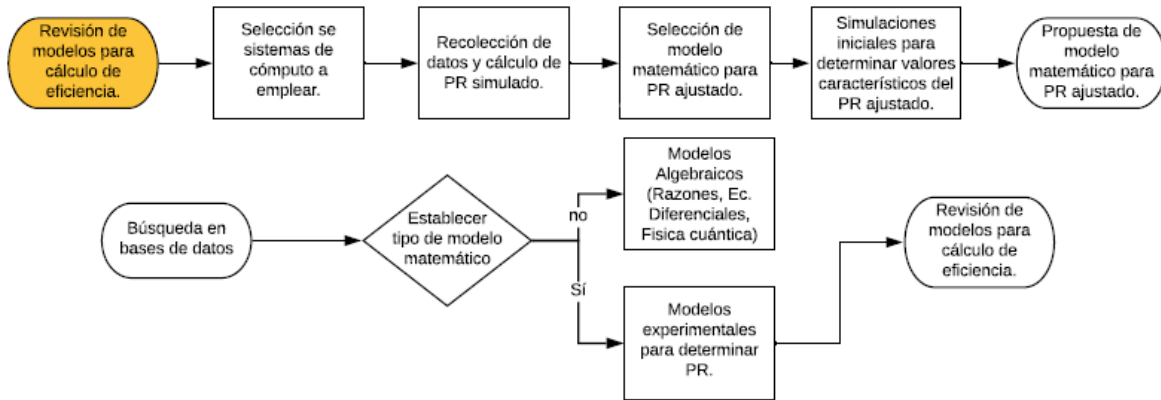 Revisión de
modelos para
cálculo de
eficiencia.
Selección se
sistemas de
cómputo a
emplear.
Recolección de
datos y cálculo de
PR simulado.
Selección de
modelo
matemático para
PR ajustado.
Simulaciones
iniciales para
determinar valores
característicos del
PR ajustado.
Propuesta de
modelo
matemático para
PR ajustado.
Búsqueda en
bases de datos
Establecer
tipo de modelo
matemático
no
Sí
Modelos
Algebraicos
(Razones, Ec.
Diferenciales,
Fisica cuántica)
Modelos
experimentales
para determinar
PR.
Revisión de
modelos para
cálculo de
eficiencia.